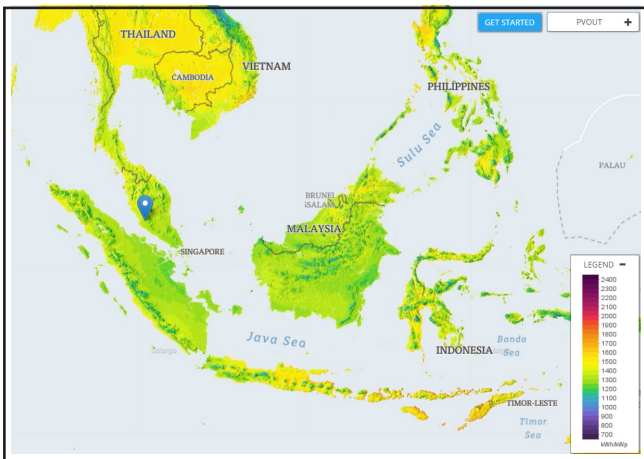 GET STARTED
PVOUT +
THAILAND
VIETNAM
CAMBODIA
PHILIPPINES
Sulu Sea
PALAU
BRUNEI
MALAYSIA
SINGAPORE
LEGEND −
2400
2300
2200
2100
2000
1900
1800
1700
1600
1500
1400
1300
1200
1100
1000
900
800
700
kWh/kWp
Java Sea
Banda
Sea
INDONESIA
Solargis
TIMOR-LESTE
Timor
Sea